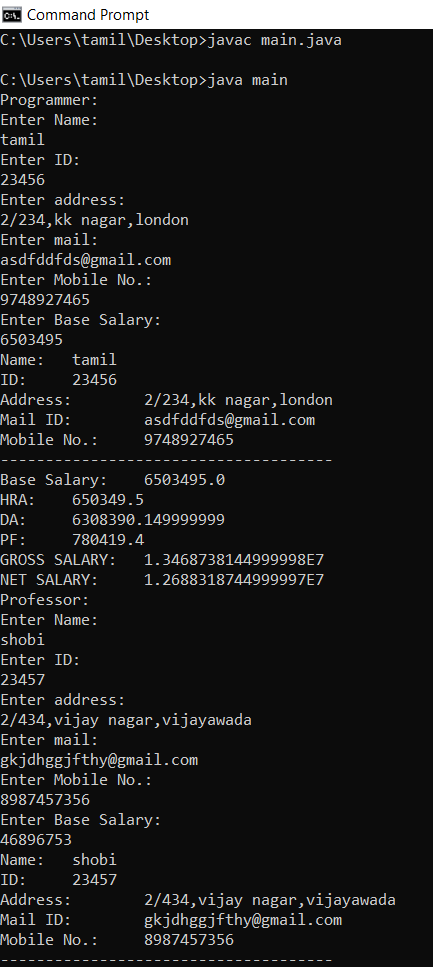 Command Prompt
C:\Users\tamil\Desktop>javac main.java
C:\Users\tamil\Desktop>java main
Programmer:
Enter Name:
tamil
Enter ID:
23456
Enter address:
2/234,kk nagar,london
Enter mail:
asdfddfds@gmail.com
Enter Mobile No.:
9748927465
Enter Base Salary:
6503495
Name:   tamil
ID:     23456
Address:        2/234,kk nagar,london
Mail ID:        asdfddfds@gmail.com
Mobile No.:     9748927465
-------------------------------------
Base Salary:    6503495.0
HRA:    650349.5
DA:     6308390.149999999
PF:     780419.4
GROSS SALARY:   1.3468738144999998E7
NET SALARY:     1.2688318744999997E7
Professor:
Enter Name:
shobi
Enter ID:
23457
Enter address:
2/434,vijay nagar,vijayawada
Enter mail:
gkjdhggjfthy@gmail.com
Enter Mobile No.:
8987457356
Enter Base Salary:
46896753
Name:   shobi
ID:     23457
Address:        2/434,vijay nagar,vijayawada
Mail ID:        gkjdhggjfthy@gmail.com
Mobile No.:     8987457356
-------------------------------------